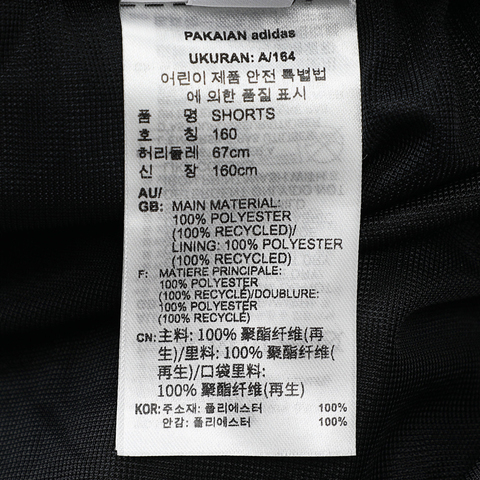 PAKAIAN adidas
UKURAN: A/164
어린이 제품 안전 특별법
에 의한 품질 표시
품 명 SHORTS
호 칭 160
허리둘레 67cm
신 장 160cm
AU/
GB: MAIN MATERIAL:
100% POLYESTER
(100% RECYCLED)/
LINING: 100% POLYESTER
(100% RECYCLED)
F: MATIERE PRINCIPALE:
100% POLYESTER
(100% RECYCLÉ)/DOUBLURE:
100% POLYESTER
(100% RECYCLÉ)
CN: 主料: 100% 聚酯纤维(再
生)/里料: 100% 聚酯纤维(
再生)/口袋里料:
100% 聚酯纤维(再生)
KOR: 주소재: 폴리에스터 100%
안감: 폴리에스터 100%